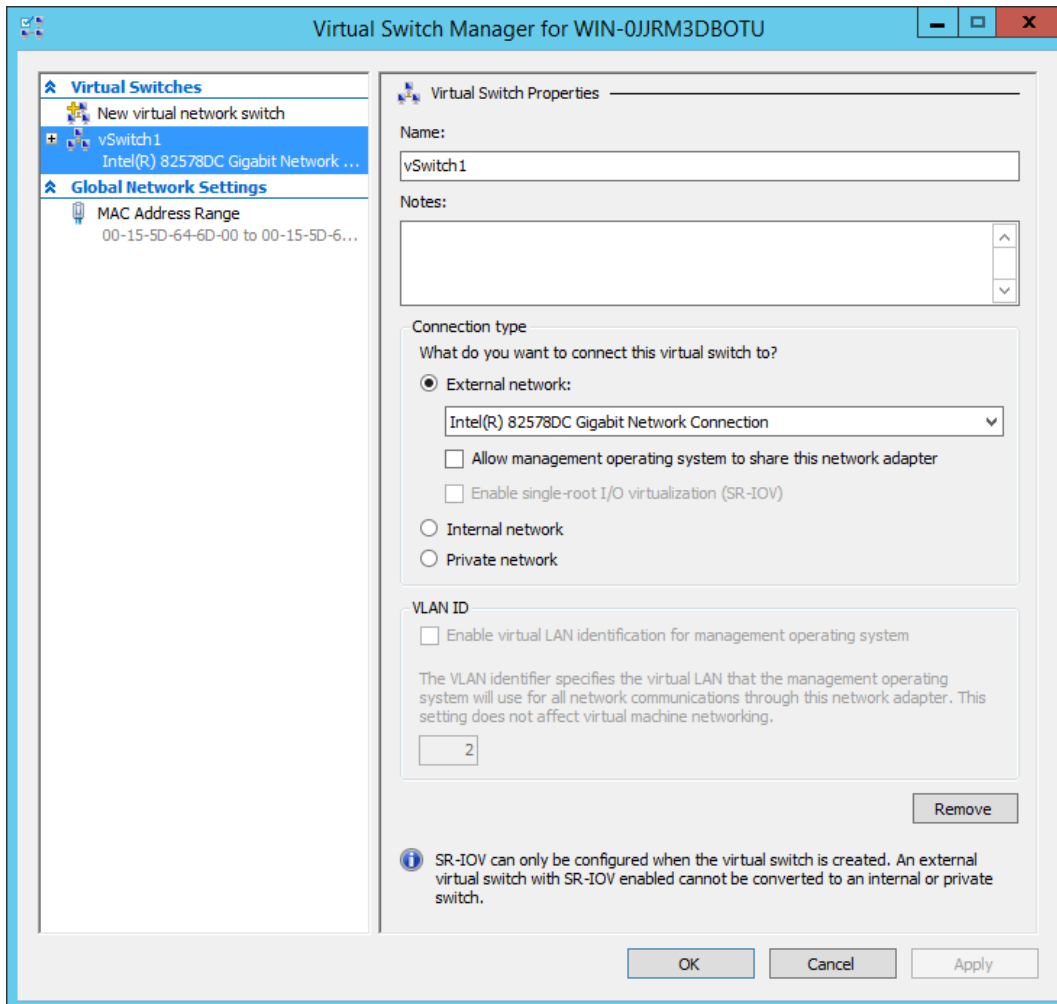 Virtual Switch Manager for WIN-0JJRM3DBOTU
Virtual Switches
New virtual network switch
vSwitch1
Intel(R) 82578DC Gigabit Network ...
Global Network Settings
MAC Address Range
00-15-5D-64-6D-00 to 00-15-5D-6...
Virtual Switch Properties
Name:
vSwitch1
Notes:
Connection type
What do you want to connect this virtual switch to?
External network:
Intel(R) 82578DC Gigabit Network Connection
Allow management operating system to share this network adapter
Enable single-root I/O virtualization (SR-IOV)
Internal network
Private network
VLAN ID
Enable virtual LAN identification for management operating system
The VLAN identifier specifies the virtual LAN that the management operating
system will use for all network communications through this network adapter. This
setting does not affect virtual machine networking.
2
Remove
SR-IOV can only be configured when the virtual switch is created. An external
virtual switch with SR-IOV enabled cannot be converted to an internal or private
switch.
OK
Cancel
Apply